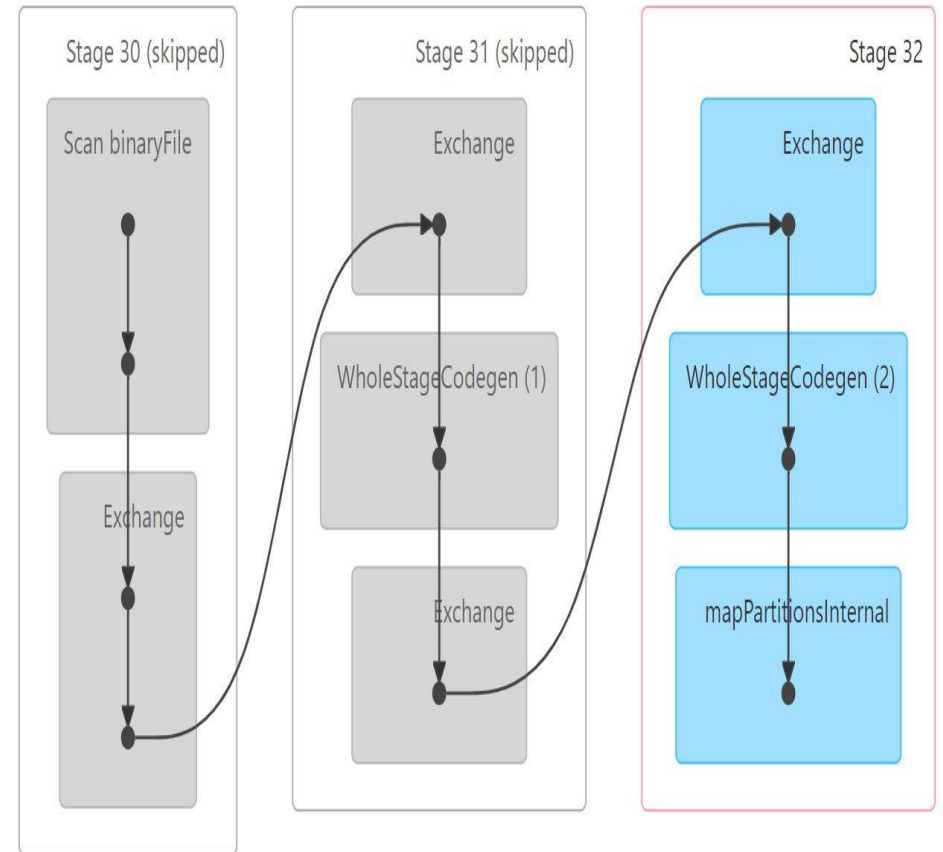 Stage 30 (skipped)
Scan binaryFile
Exchange
Stage 31 (skipped)
Exchange
WholeStageCodegen (1)
Exchange
Stage 32
Exchange
WholeStageCodegen (2)
mapPartitionsInternal